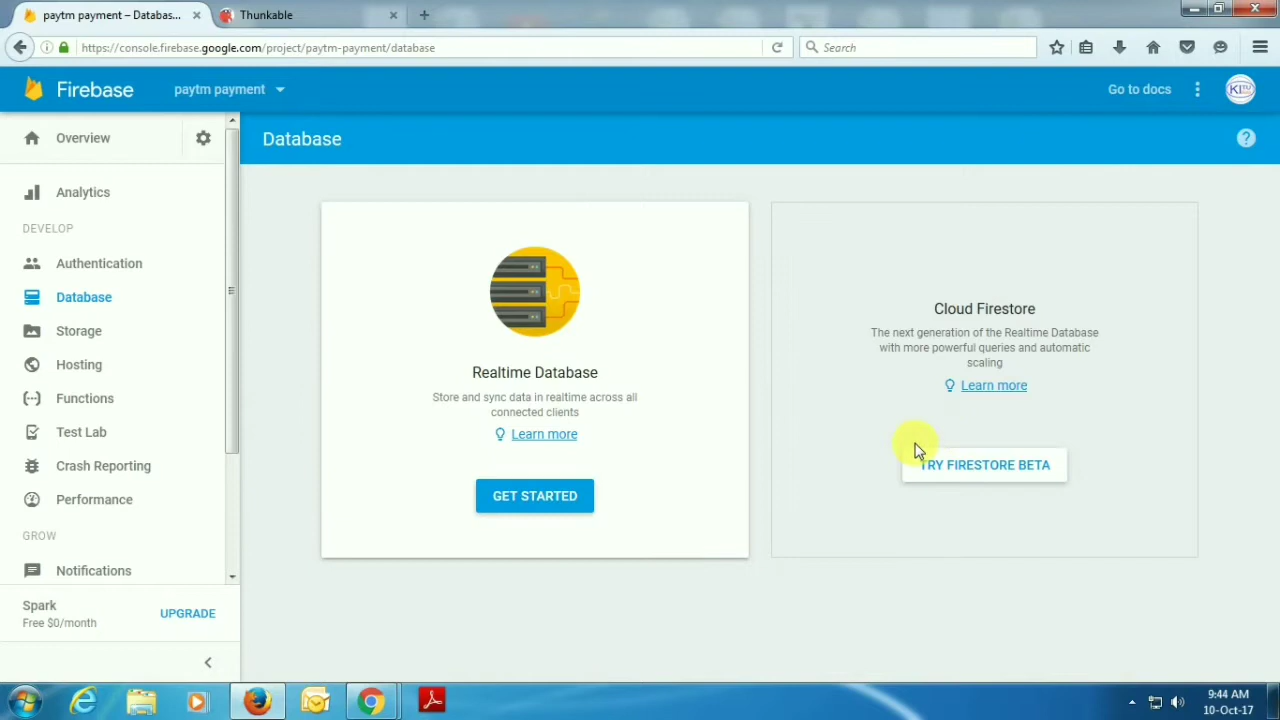 paytm payment – Databas...
Thunkable
https://console.firebase.google.com/project/paytm-payment/database
Search
Firebase
paytm payment
Go to docs
Overview
Database
Analytics
DEVELOP
Authentication
Database
Storage
Hosting
Functions
Test Lab
Crash Reporting
Performance
GROW
Notifications
Spark
Free $0/month
UPGRADE
Realtime Database
Store and sync data in realtime across all
connected clients
Learn more
GET STARTED
Cloud Firestore
The next generation of the Realtime Database
with more powerful queries and automatic
scaling
Learn more
TRY FIRESTORE BETA
9:44 AM
10-Oct-17